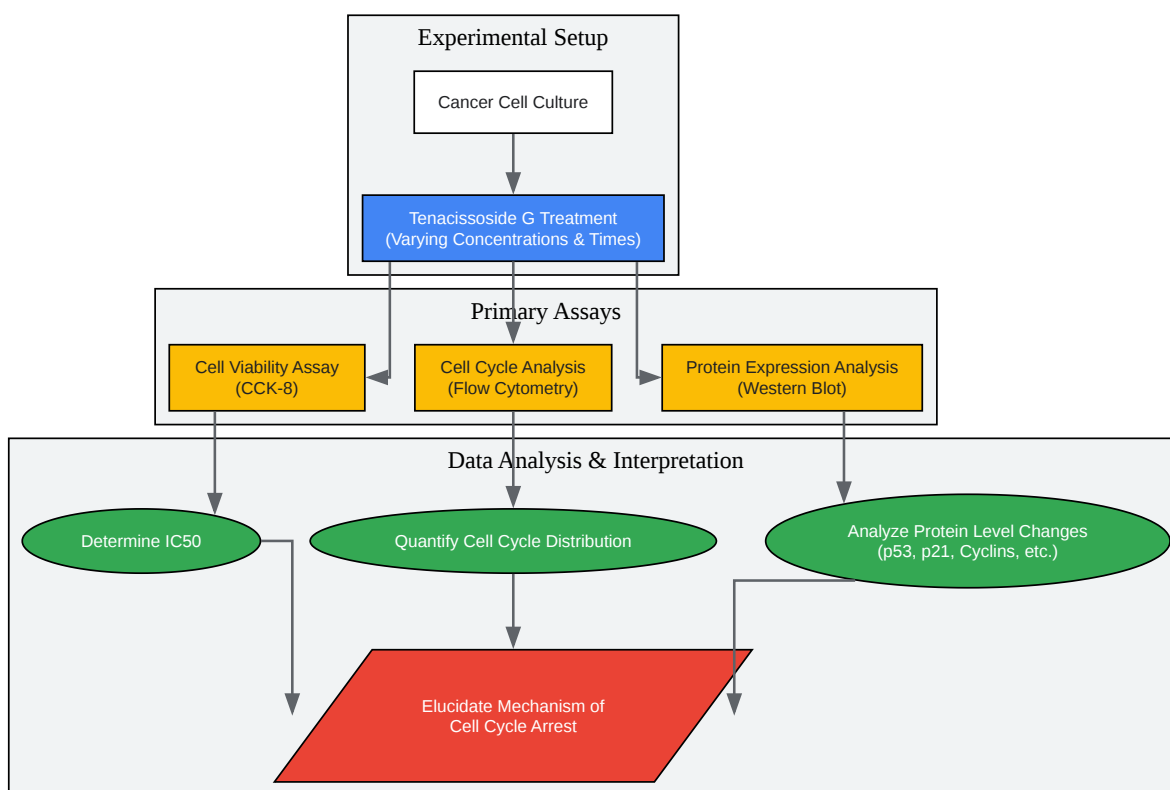 Experimental Setup
Cancer Cell Culture
Tenacissoside G Treatment
(Varying Concentrations & Times)
Primary Assays
Cell Viability Assay
(CCK-8)
Cell Cycle Analysis
(Flow Cytometry)
Protein Expression Analysis
(Western Blot)
Data Analysis & Interpretation
Determine IC50
Quantify Cell Cycle Distribution
Analyze Protein Level Changes
(p53, p21, Cyclins, etc.)
Elucidate Mechanism of
Cell Cycle Arrest